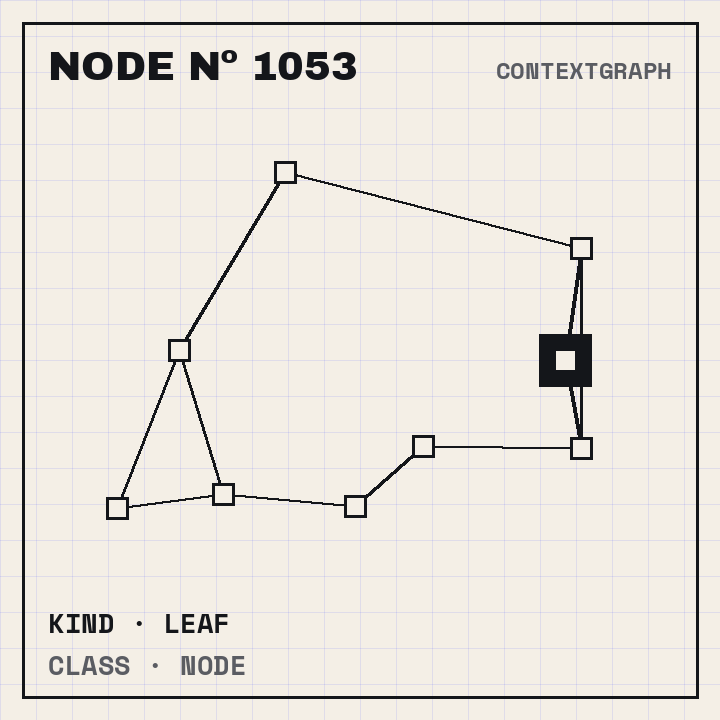 NODE Nº 1053
CONTEXTGRAPH
KIND · LEAF
CLASS · NODE